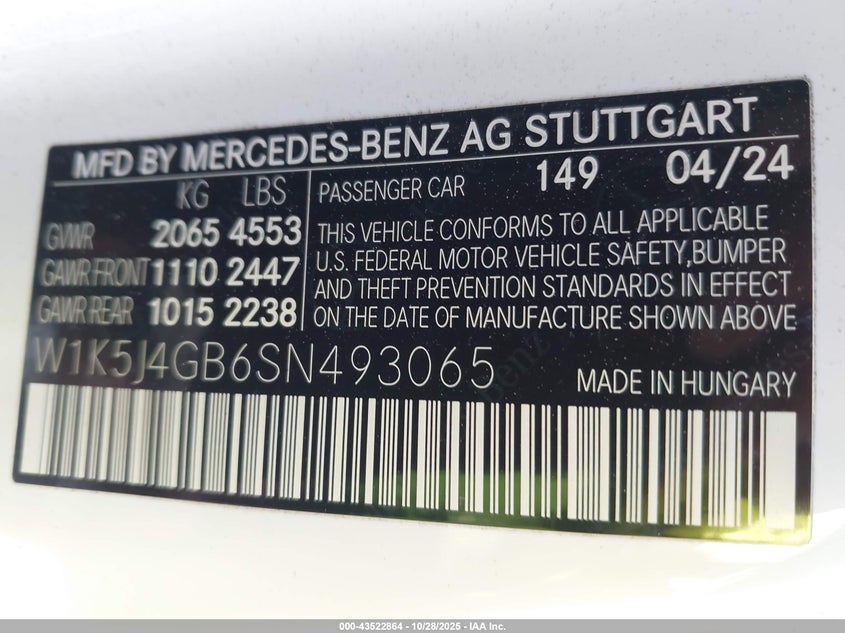 MFD BY MERCEDES-BENZ AG STUTTGART
KG LBS
GVWR 2065 4553
GAWR FRONT 1110 2447
GAWR REAR 1015 2238
PASSENGER CAR 149 04/24
THIS VEHICLE CONFORMS TO ALL APPLICABLE
U.S. FEDERAL MOTOR VEHICLE SAFETY,BUMPER
AND THEFT PREVENTION STANDARDS IN EFFECT
ON THE DATE OF MANUFACTURE SHOWN ABOVE
W1K5J4GB6SN493065
MADE IN HUNGARY
000-43522864 - 10/28/2025 - IAA Inc.